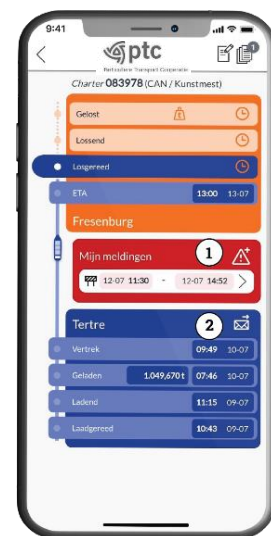 9:41
ptc
Particuliere Transport Coöperatie
Charter 083978 (CAN / Kunstmest)
Gelost
Lossend
Losgereed
ETA 13:00 13-07
Fresenburg
Mijn meldingen 1
12-07 11:30 - 12-07 14:52
Tertre 2
Vertrek 09:49 10-07
Geladen 1.049,670 t 07:46 10-07
Ladend 11:15 09-07
Laadgereed 10:43 09-07